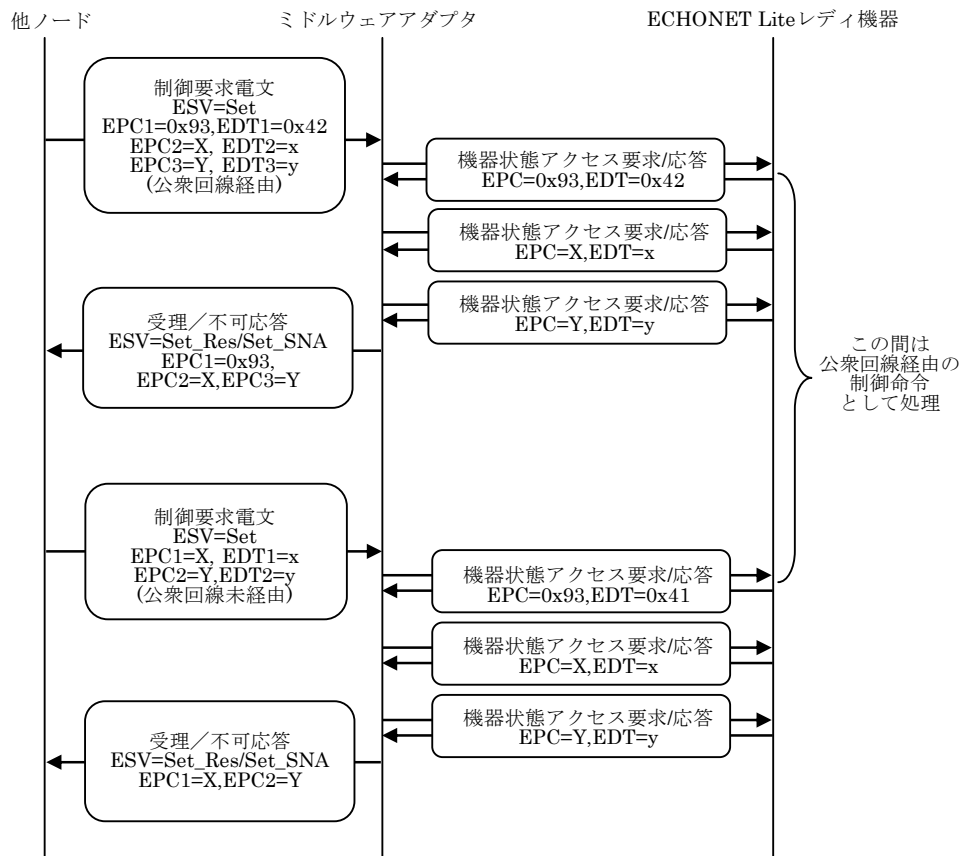 他ノード
ミドルウェアアダプタ
ECHONET Liteレディ機器
制御要求電文
ESV=Set
EPC1=0x93,EDT1=0x42
EPC2=X, EDT2=x
EPC3=Y, EDT3=y
(公衆回線経由)
機器状態アクセス要求/応答
EPC=0x93,EDT=0x42
機器状態アクセス要求/応答
EPC=X,EDT=x
機器状態アクセス要求/応答
EPC=Y,EDT=y
受理／不可応答
ESV=Set_Res/Set_SNA
EPC1=0x93,
EPC2=X,EPC3=Y
この間は
公衆回線経由の
制御命令
として処理
制御要求電文
ESV=Set
EPC1=X, EDT1=x
EPC2=Y,EDT2=y
(公衆回線未経由)
機器状態アクセス要求/応答
EPC=0x93,EDT=0x41
機器状態アクセス要求/応答
EPC=X,EDT=x
機器状態アクセス要求/応答
EPC=Y,EDT=y
受理／不可応答
ESV=Set_Res/Set_SNA
EPC1=X,EPC2=Y